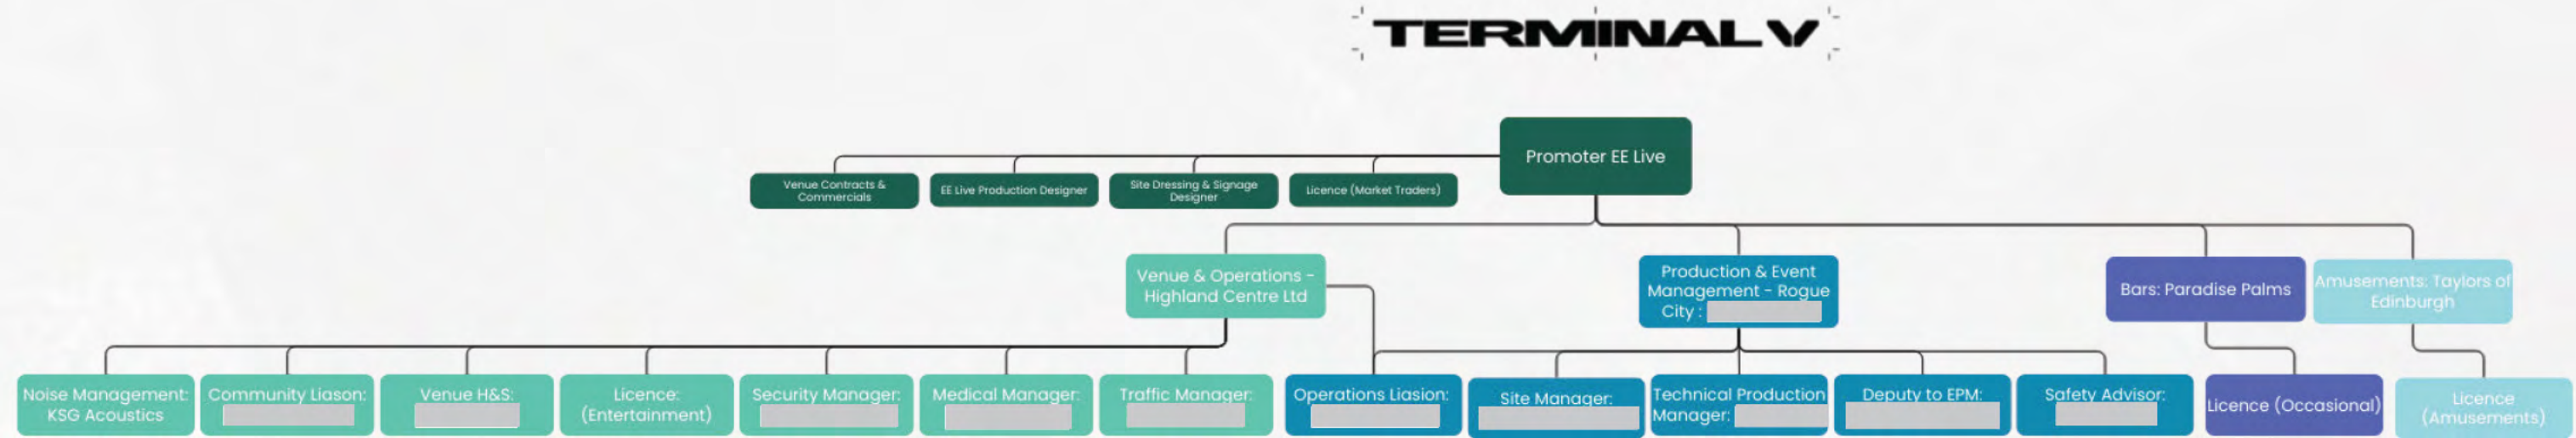 TERMINAL V
Promoter EE Live
Venue Contracts &
Commercials
EE Live Production Designer
Site Dressing & Signage
Designer
Licence (Market Traders)
Venue & Operations -
Highland Centre Ltd
Production & Event
Management - Rogue
City :
Bars: Paradise Palms
Amusements: Taylors of
Edinburgh
Noise Management:
KSG Acoustics
Community Liason:
Venue H&S:
Licence:
(Entertainment)
Security Manager:
Medical Manager:
Traffic Manager:
Operations Liasion:
Site Manager:
Technical Production
Manager:
Deputy to EPM:
Safety Advisor:
Licence (Occasional)
Licence
(Amusements)